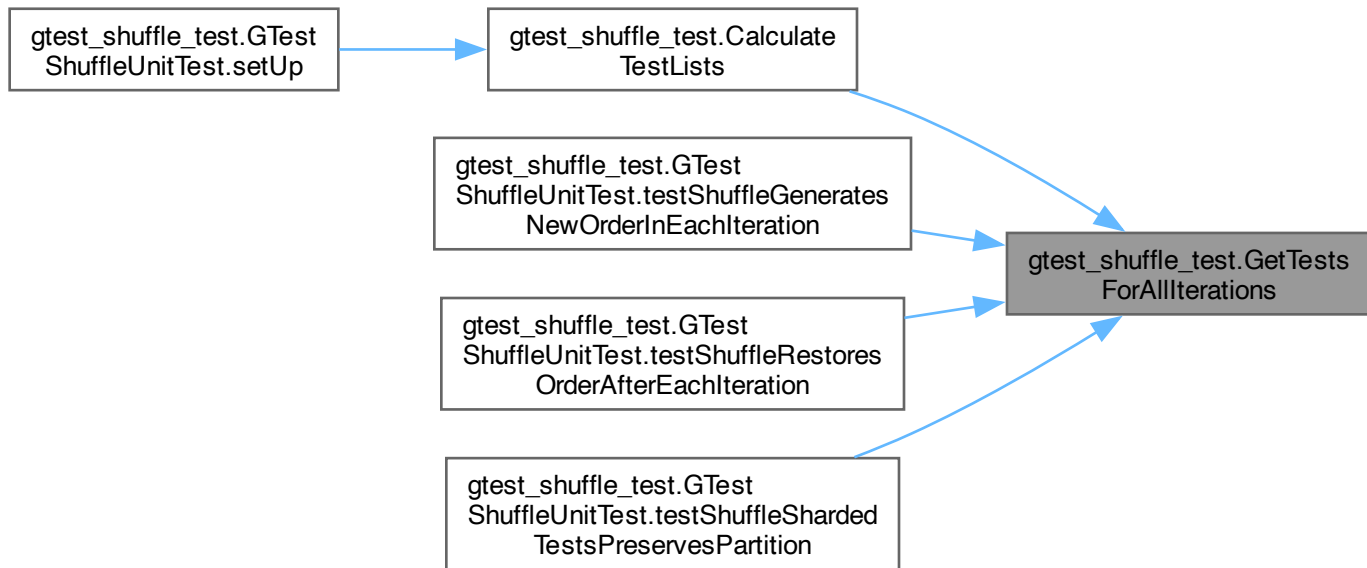 gtest_shuffle_test.GTest
ShuffleUnitTest.setUp
gtest_shuffle_test.Calculate
TestLists
gtest_shuffle_test.GTest
ShuffleUnitTest.testShuffleGenerates
NewOrderInEachIteration
gtest_shuffle_test.GetTests
ForAllIterations
gtest_shuffle_test.GTest
ShuffleUnitTest.testShuffleRestores
OrderAfterEachIteration
gtest_shuffle_test.GTest
ShuffleUnitTest.testShuffleSharded
TestsPreservesPartition